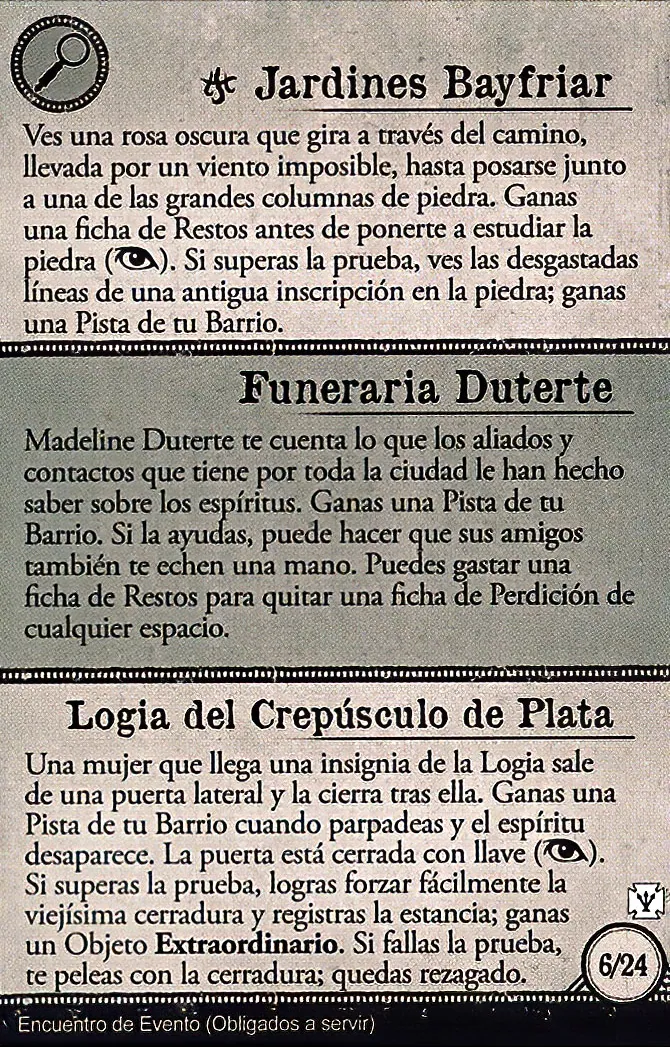 Jardines Bayfriar
Ves una rosa oscura que gira a través del camino,
llevada por un viento imposible, hasta posarse junto
a una de las grandes columnas de piedra. Ganas
una ficha de Restos antes de ponerte a estudiar la
piedra (). Si superas la prueba, ves las desgastadas
líneas de una antigua inscripción en la piedra; ganas
una Pista de tu Barrio.
Funeraria Duterte
Madeline Duterte te cuenta lo que los aliados y
contactos que tiene por toda la ciudad le han hecho
saber sobre los espíritus. Ganas una Pista de tu
Barrio. Si la ayudas, puede hacer que sus amigos
también te echen una mano. Puedes gastar una
ficha de Restos para quitar una ficha de Perdición de
cualquier espacio.
Logia del Crepúsculo de Plata
Una mujer que llega una insignia de la Logia sale
de una puerta lateral y la cierra tras ella. Ganas una
Pista de tu Barrio cuando parpadeas y el espíritu
desaparece. La puerta está cerrada con llave ().
Si superas la prueba, logras forzar fácilmente la
viejísima cerradura y registras la estancia; ganas
un Objeto Extraordinario. Si fallas la prueba,
te peleas con la cerradura; quedas rezagado.
6/24
Encuentro de Evento (Obligados a servir)